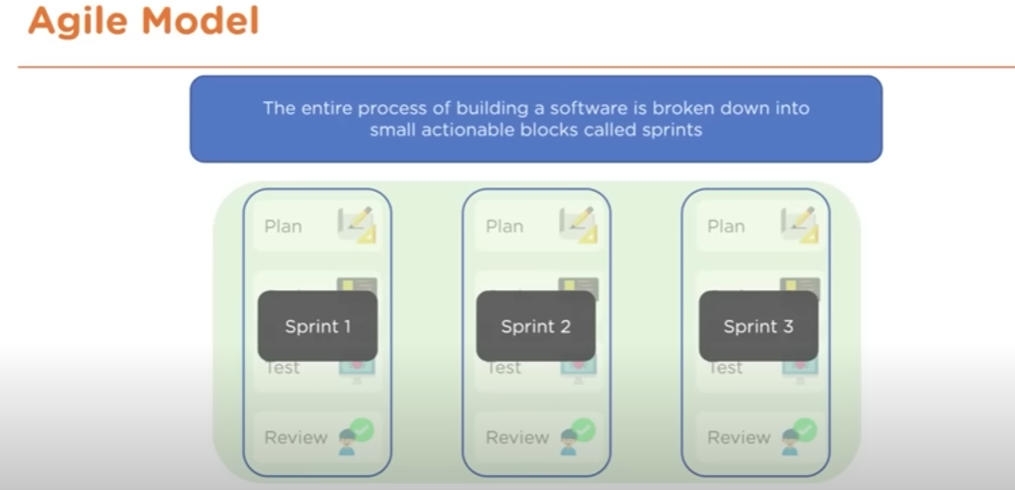 Agile Model
The entire process of building a software is broken down into
small actionable blocks called sprints
Plan
Plan
Plan
Sprint 1
Sprint 2
Sprint 3
Test
Test
Test
Review
Review
Review